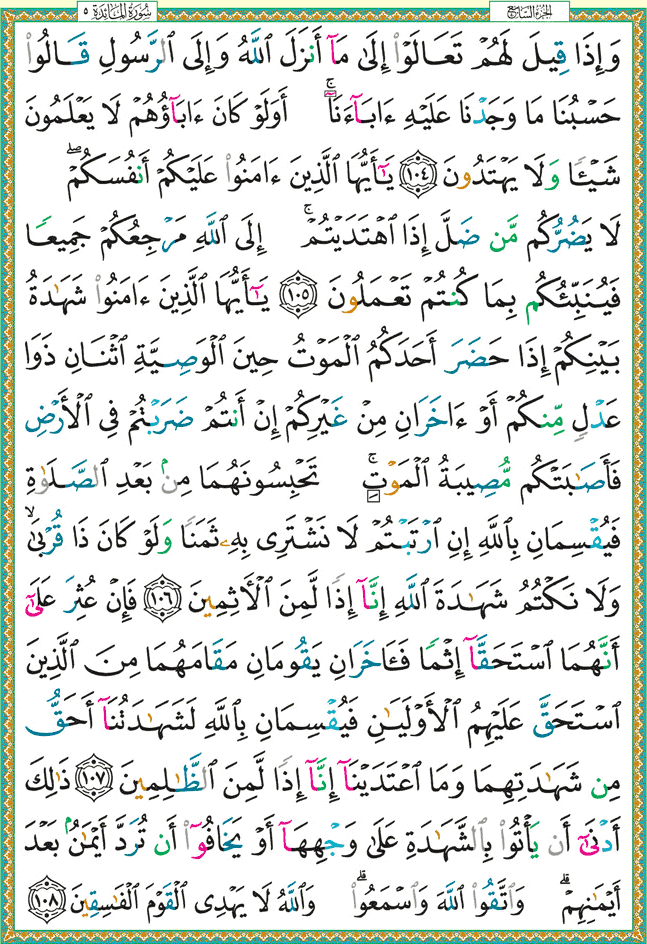 الجزء السابع سورة المائدة ٥
وَإِذَا قِيلَ لَهُمۡ تَعَالَوۡاْ إِلَىٰ مَآ أَنزَلَ ٱللَّهُ وَإِلَى ٱلرَّسُولِ قَالُواْ
حَسۡبُنَا مَا وَجَدۡنَا عَلَيۡهِ ءَابَآءَنَآۚ أَوَلَوۡ كَانَ ءَابَآؤُهُمۡ لَا يَعۡلَمُونَ
شَيۡـٔٗا وَلَا يَهۡتَدُونَ ١٠٤ يَـٰٓأَيُّهَا ٱلَّذِينَ ءَامَنُواْ عَلَيۡكُمۡ أَنفُسَكُمۡۖ
لَا يَضُرُّكُم مَّن ضَلَّ إِذَا ٱهۡتَدَيۡتُمۡۚ إِلَى ٱللَّهِ مَرۡجِعُكُمۡ جَمِيعٗا
فَيُنَبِّئُكُم بِمَا كُنتُمۡ تَعۡمَلُونَ ١٠٥ يَـٰٓأَيُّهَا ٱلَّذِينَ ءَامَنُواْ شَهَٰدَةُ
بَيۡنِكُمۡ إِذَا حَضَرَ أَحَدَكُمُ ٱلۡمَوۡتُ حِينَ ٱلۡوَصِيَّةِ ٱثۡنَانِ ذَوَا
عَدۡلٖ مِّنكُمۡ أَوۡ ءَاخَرَانِ مِنۡ غَيۡرِكُمۡ إِنۡ أَنتُمۡ ضَرَبۡتُمۡ فِي ٱلۡأَرۡضِ
فَأَصَٰبَتۡكُم مُّصِيبَةُ ٱلۡمَوۡتِۚ تَحۡبِسُونَهُمَا مِنۢ بَعۡدِ ٱلصَّلَوٰةِ
فَيُقۡسِمَانِ بِٱللَّهِ إِنِ ٱرۡتَبۡتُمۡ لَا نَشۡتَرِي بِهِۦ ثَمَنٗا وَلَوۡ كَانَ ذَا قُرۡبَىٰۙ
وَلَا نَكۡتُمُ شَهَٰدَةَ ٱللَّهِ إِنَّآ إِذٗا لَّمِنَ ٱلۡأٓثِمِينَ ١٠٦ فَإِنۡ عُثِرَ عَلَىٰٓ
أَنَّهُمَا ٱسۡتَحَقَّآ إِثۡمٗا فَـَٔاخَرَانِ يَقُومَانِ مَقَامَهُمَا مِنَ ٱلَّذِينَ
ٱسۡتَحَقَّ عَلَيۡهِمُ ٱلۡأَوۡلَيَٰنِ فَيُقۡسِمَانِ بِٱللَّهِ لَشَهَٰدَتُنَآ أَحَقُّ
مِن شَهَٰدَتِهِمَا وَمَا ٱعۡتَدَيۡنَآ إِنَّآ إِذٗا لَّمِنَ ٱلظَّٰلِمِينَ ١٠٧ ذَٰلِكَ
أَدۡنَىٰٓ أَن يَأۡتُواْ بِٱلشَّهَٰدَةِ عَلَىٰ وَجۡهِهَآ أَوۡ يَخَافُوٓاْ أَن تُرَدَّ أَيۡمَٰنُۢ بَعۡدَ
أَيۡمَٰنِهِمۡۗ وَٱتَّقُواْ ٱللَّهَ وَٱسۡمَعُواْۗ وَٱللَّهُ لَا يَهۡدِي ٱلۡقَوۡمَ ٱلۡفَٰسِقِينَ ١٠٨